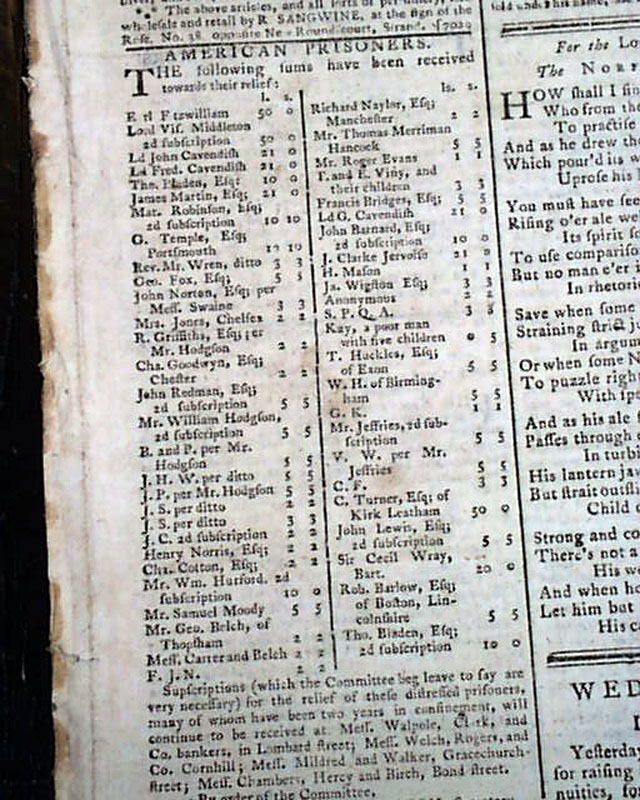 The above articles, and all
wholesale and retail by R. SANGWINE, at the sign of the
Rose, No. 38. opposite New Round-court, Strand.
AMERICAN PRISONERS.
THE following sums have been received
towards their relief:
l. s.
Erl Fitzwilliam 50 0
Lord Vis. Middleton
2d subscription 50 0
Ld John Cavendish 21 0
Ld Fred. Cavendish 21 0
Tho. Bladen, Esq; 10 0
James Martin, Esq; 21 0
Mat. Robinson, Esq;
2d subscription 10 10
G. Temple, Esq;
Portsmouth 10 10
Rev. Mr. Wren, ditto 3 3
Geo. Fox, Esq; 5 5
John Norton, Esq; per
Mess. Swaine 3 3
Mrs. Jones, Chelsea 2 2
R. Griffiths, Esq; per
Mr. Hodgson 2 2
Cha. Goodwyn, Esq;
Chester 2 2
John Redman, Esq;
2d subscription 5 5
Mr. William Hodgson,
2d subscription 5 5
B. and P. per Mr.
Hodgson 5 5
J. H. W. per ditto 5 5
J. P. per Mr. Hodgson 5 5
J. S. per ditto 2 2
J. S. per ditto 3 3
J. C. 2d subscription 2 2
Henry Norris, Esq; 2 2
Cha. Cotton, Esq; 2 2
Mr. Wm. Hurford. 2d
subscription 10 0
Mr. Samuel Moody 5 5
Mr. Geo. Belch, of
Thopsham 2 2
Mess. Carter and Belch 2 2
F. J. N. 2 2
ls. s.
Richard Naylor, Esq;
Manchester 2 2
Mr. Thomas Merriman
Hancock 5 5
Mr. Roger Evans 1 1
T. and E. Viny, and
their children 3 3
Francis Bridges, Esq; 5 5
Ld G. Cavendish 21 0
John Barnard, Esq;
2d subscription 10 0
J. Clarke Jervoise 21 0
H. Mason 1 1
Ja. Wigston Esq; 3 3
Anonymous 2 2
S. P. Q. A. 3 3
Kay, a poor man
with five children 0 5
T. Huckles, Esq;
of Exon 5 5
W. H. of Birming-
ham 5 5
G. K. 1 1
Mr. Jeffries, 2d sub-
scription 5 5
V. W. per Mr.
Jeffries 5 5
C. F. 3 3
C. Turner, Esq; of
Kirk Leatham 50 0
John Lewis, Esq;
2d subscription 5 5
Sir Cecil Wray,
Bart. 20 0
Rob. Barlow, Esq;
of Boston, Lin-
colnshire 5 5
Tho. Bladen, Esq;
2d subscription 10 0
Supscriptions (which the Committee beg leave to say are
very necessary) for the relief of these distressed prisoners,
many of whom have been two years in confinement, will
continue to be received at Mess. Walpole, Clark, and
Co. bankers, in Lombard street; Mess. Welch, Rogers, and
Co. Cornhill; Mess. Mildred and Walker, Gracechurch-
street; Mess. Chambers, Hercy and Birch, Bond street.
By order of the Committee.
For the Lo
The Nor
HOW shall I sin
Who from th
To practise
And as he drew th
Which pour'd its w
Uprose his
You must have see
Rising o'er ale we
Its spirit s
To use compariso
But no man e'er
In rhetori
Save when some
Straining strict j
In argum
Or when some N
To puzzle right
With ipse
And as his ale
Passes through
In turbi
His lantern ja
But strait outsh
Child
Strong and co
There's not a
His w
And when h
Let him but
His c
WED
Yesterday
for raising
nuities, fo